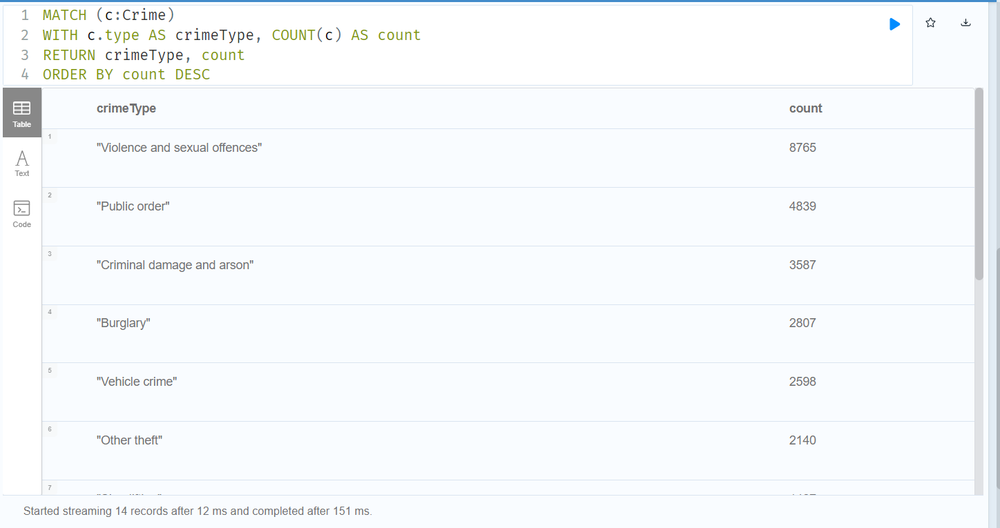 1 MATCH (c:Crime)
2 WITH c.type AS crimeType, COUNT(c) AS count
3 RETURN crimeType, count
4 ORDER BY count DESC
Table
Text
Code
crimeType count
1 "Violence and sexual offences" 8765
2 "Public order" 4839
3 "Criminal damage and arson" 3587
4 "Burglary" 2807
5 "Vehicle crime" 2598
6 "Other theft" 2140
7
Started streaming 14 records after 12 ms and completed after 151 ms.